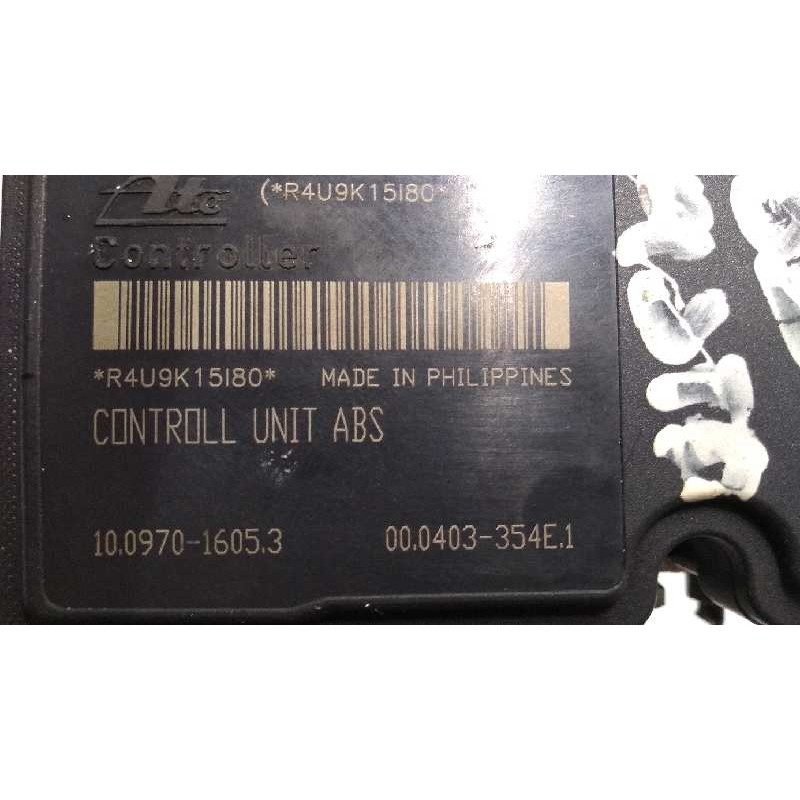 Ate (*R4U9K15I80*
Controller
*R4U9K15I80* MADE IN PHILIPPINES
CONTROLL UNIT ABS
10.0970-1605.3 00.0403-354E.1